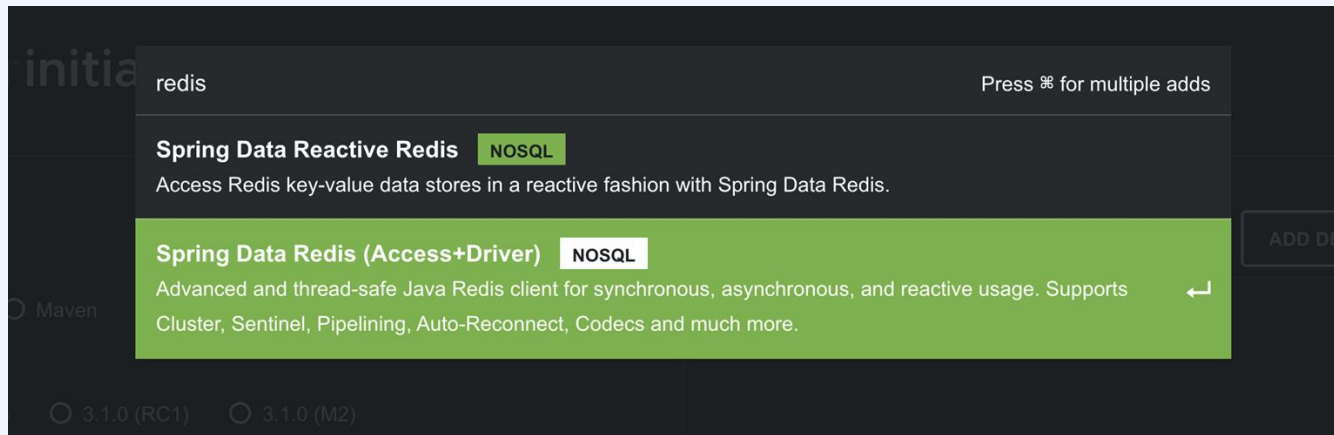 initia
redis
Press ⌘ for multiple adds
Spring Data Reactive Redis NOSQL
Access Redis key-value data stores in a reactive fashion with Spring Data Redis.
Spring Data Redis (Access+Driver) NOSQL
Advanced and thread-safe Java Redis client for synchronous, asynchronous, and reactive usage. Supports
Cluster, Sentinel, Pipelining, Auto-Reconnect, Codecs and much more.
ADD DE
Maven
3.1.0 (RC1) 3.1.0 (M2)